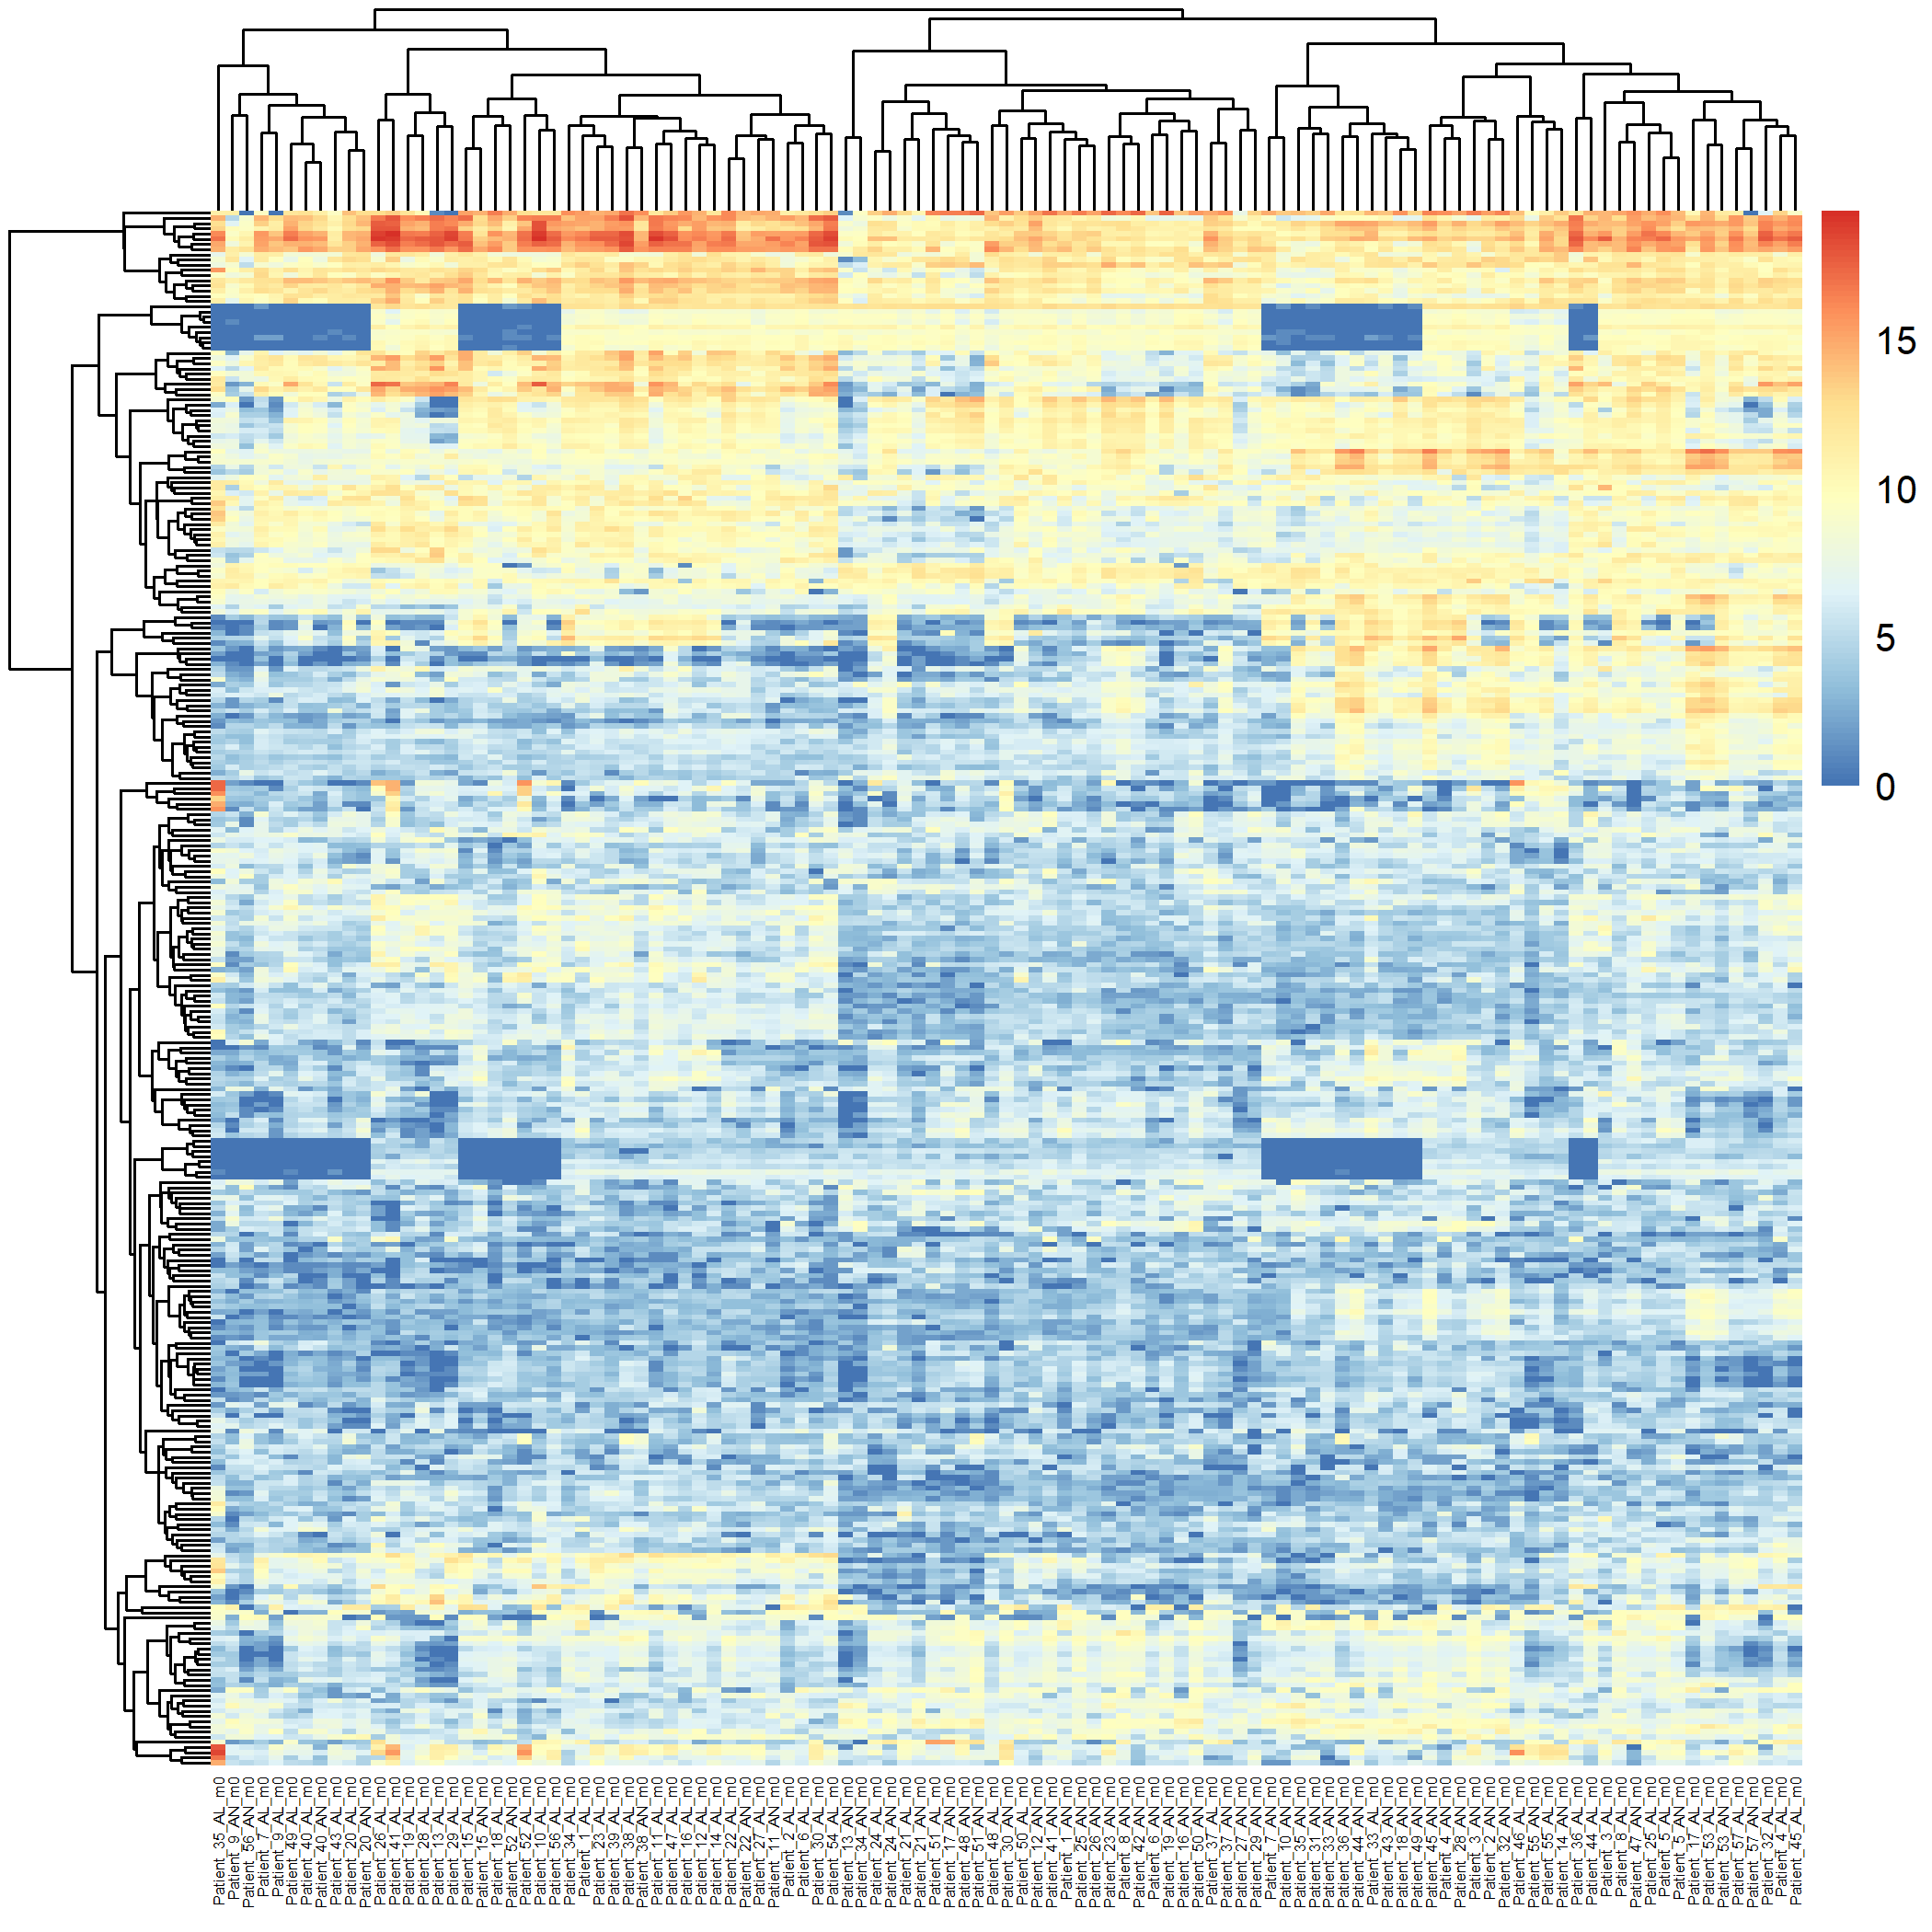 15
10
5
0
Patient_35_AL_m0
Patient_9_AN_m0
Patient_56_AN_m0
Patient_7_AL_m0
Patient_9_AL_m0
Patient_49_AL_m0
Patient_40_AL_m0
Patient_40_AN_m0
Patient_43_AL_m0
Patient_20_AL_m0
Patient_20_AN_m0
Patient_26_AL_m0
Patient_41_AL_m0
Patient_19_AL_m0
Patient_28_AL_m0
Patient_13_AL_m0
Patient_29_AL_m0
Patient_15_AL_m0
Patient_15_AN_m0
Patient_18_AL_m0
Patient_52_AN_m0
Patient_52_AL_m0
Patient_10_AL_m0
Patient_56_AL_m0
Patient_34_AL_m0
Patient_1_AL_m0
Patient_23_AL_m0
Patient_39_AL_m0
Patient_38_AL_m0
Patient_38_AN_m0
Patient_11_AL_m0
Patient_47_AL_m0
Patient_16_AL_m0
Patient_12_AL_m0
Patient_14_AL_m0
Patient_22_AL_m0
Patient_22_AN_m0
Patient_27_AL_m0
Patient_11_AN_m0
Patient_2_AL_m0
Patient_6_AL_m0
Patient_30_AL_m0
Patient_54_AL_m0
Patient_13_AN_m0
Patient_34_AN_m0
Patient_24_AL_m0
Patient_24_AN_m0
Patient_21_AL_m0
Patient_21_AN_m0
Patient_51_AL_m0
Patient_17_AN_m0
Patient_48_AN_m0
Patient_51_AN_m0
Patient_48_AL_m0
Patient_30_AN_m0
Patient_50_AL_m0
Patient_12_AN_m0
Patient_41_AN_m0
Patient_1_AN_m0
Patient_25_AN_m0
Patient_26_AN_m0
Patient_23_AN_m0
Patient_8_AN_m0
Patient_42_AN_m0
Patient_6_AN_m0
Patient_19_AN_m0
Patient_16_AN_m0
Patient_50_AN_m0
Patient_37_AL_m0
Patient_37_AN_m0
Patient_27_AN_m0
Patient_29_AN_m0
Patient_7_AN_m0
Patient_10_AN_m0
Patient_35_AN_m0
Patient_31_AN_m0
Patient_33_AN_m0
Patient_36_AN_m0
Patient_44_AN_m0
Patient_33_AL_m0
Patient_43_AN_m0
Patient_18_AN_m0
Patient_49_AN_m0
Patient_45_AN_m0
Patient_4_AN_m0
Patient_28_AN_m0
Patient_3_AN_m0
Patient_2_AN_m0
Patient_32_AN_m0
Patient_46_AL_m0
Patient_55_AN_m0
Patient_55_AL_m0
Patient_14_AN_m0
Patient_36_AL_m0
Patient_44_AL_m0
Patient_3_AL_m0
Patient_8_AL_m0
Patient_47_AN_m0
Patient_25_AL_m0
Patient_5_AL_m0
Patient_5_AN_m0
Patient_17_AL_m0
Patient_53_AL_m0
Patient_53_AN_m0
Patient_57_AL_m0
Patient_57_AN_m0
Patient_32_AL_m0
Patient_4_AL_m0
Patient_45_AL_m0